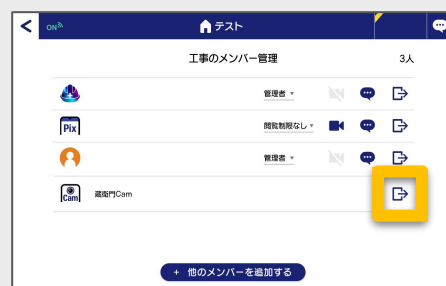 ON
テスト
工事のメンバー管理 3人
管理者
Pix 閲覧制限なし
管理者
Cam 蔵衛門Cam
+ 他のメンバーを追加する